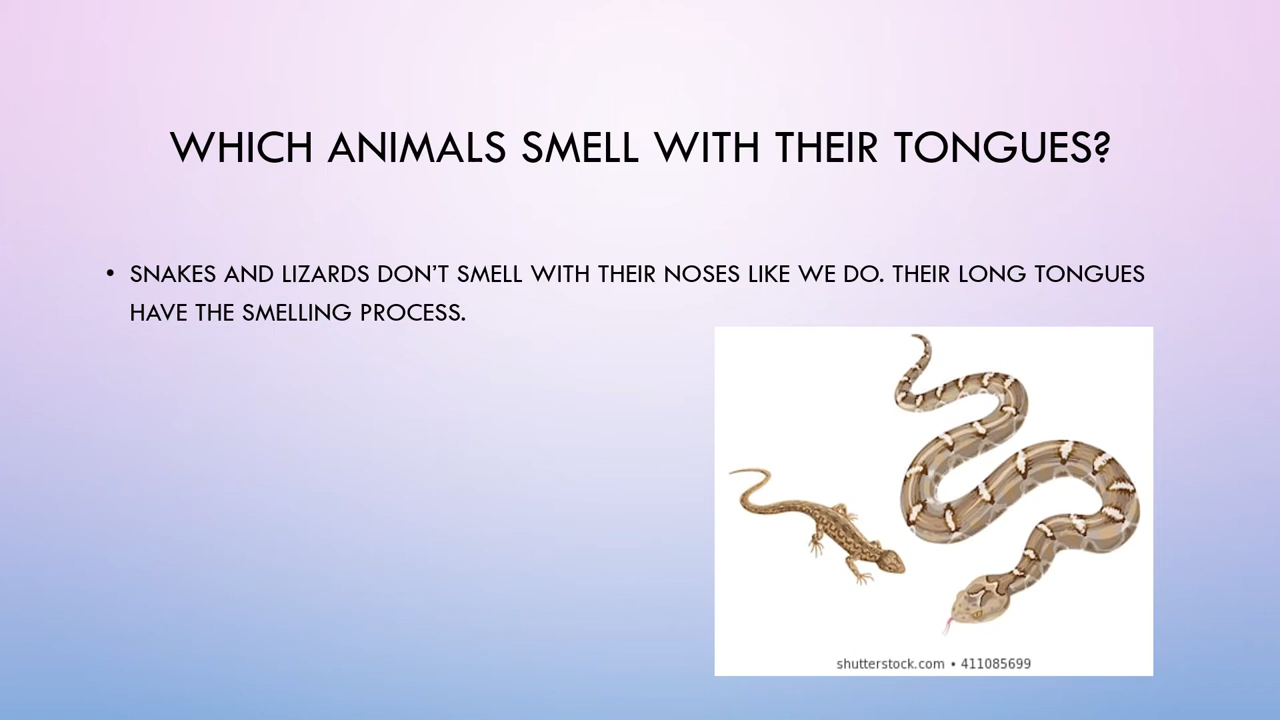 WHICH ANIMALS SMELL WITH THEIR TONGUES?
• SNAKES AND LIZARDS DON’T SMELL WITH THEIR NOSES LIKE WE DO. THEIR LONG TONGUES
HAVE THE SMELLING PROCESS.
shutterstock.com • 411085699